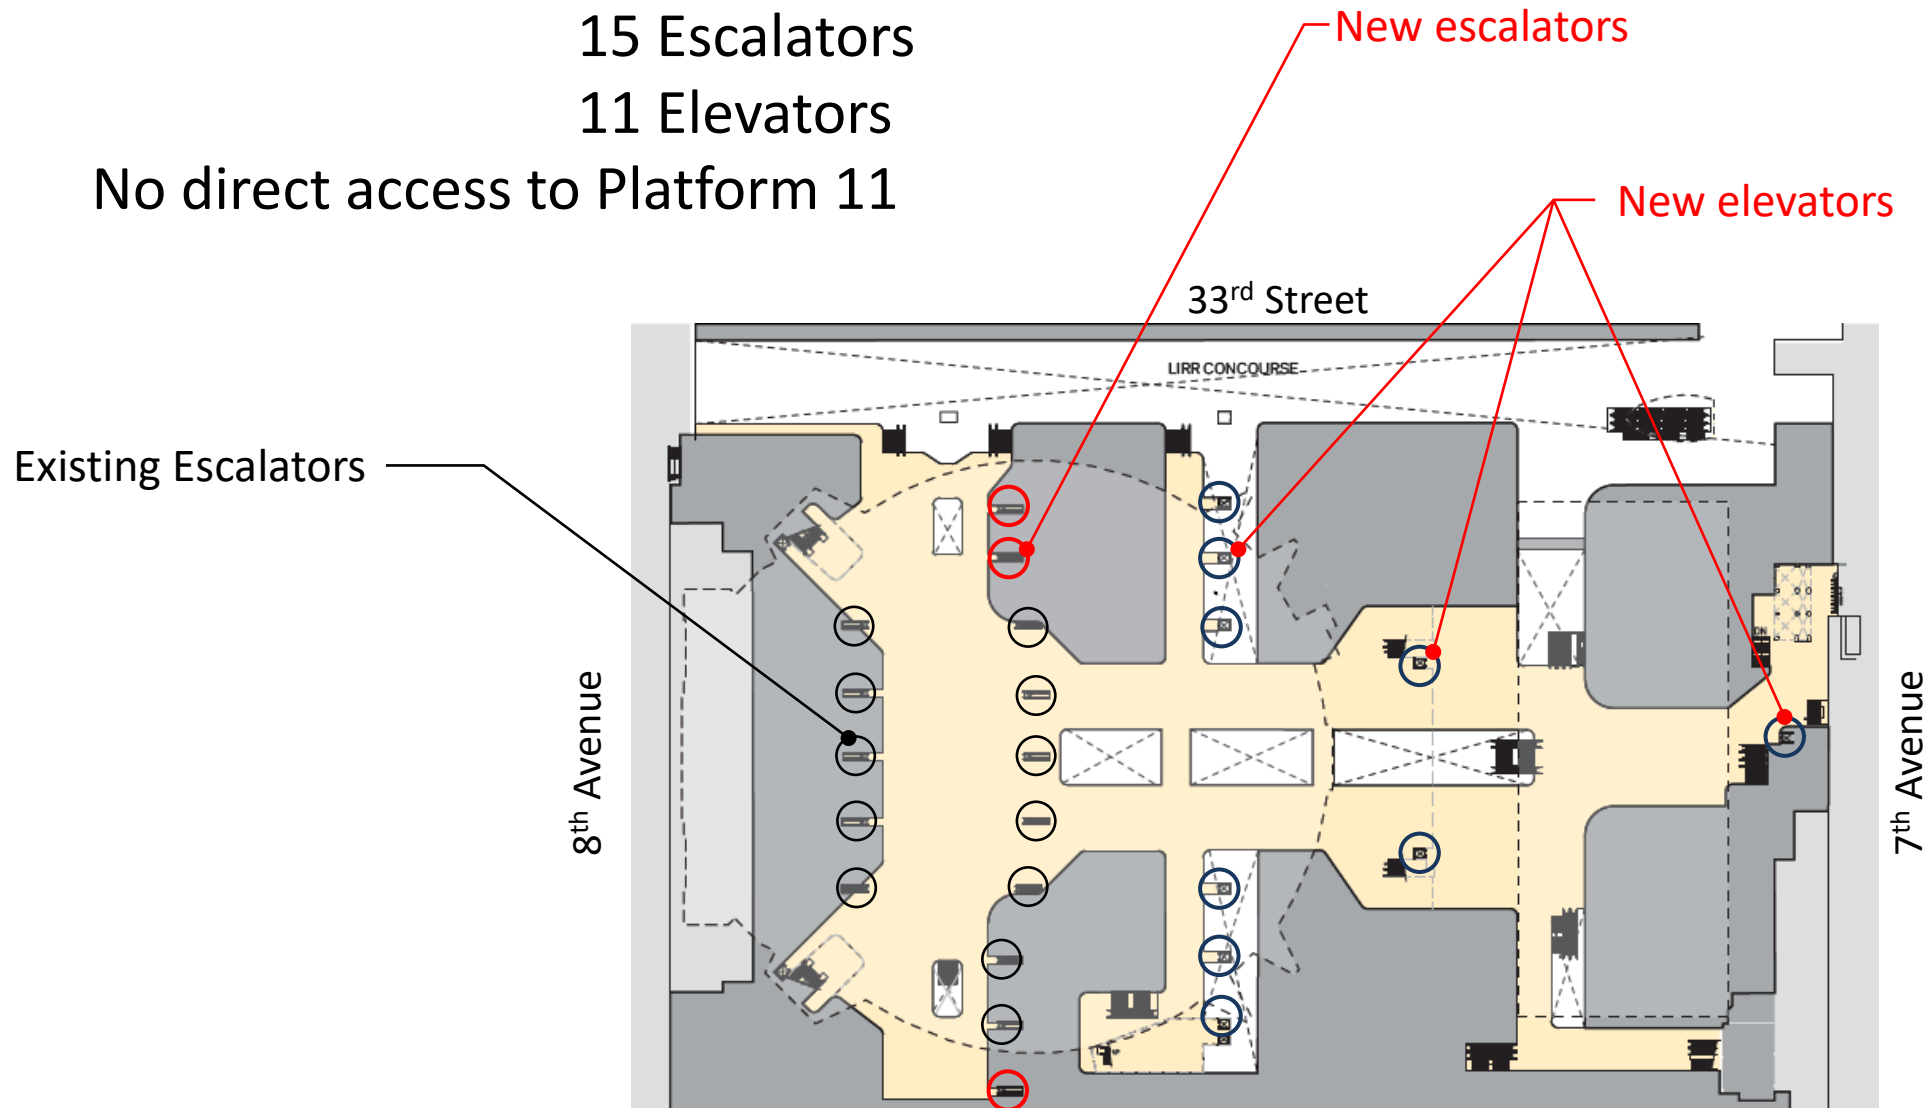 15 Escalators
11 Elevators
No direct access to Platform 11
New escalators
New elevators
33rd Street
LIRR CONCOURSE
Existing Escalators
DN
8th Avenue
7th Avenue